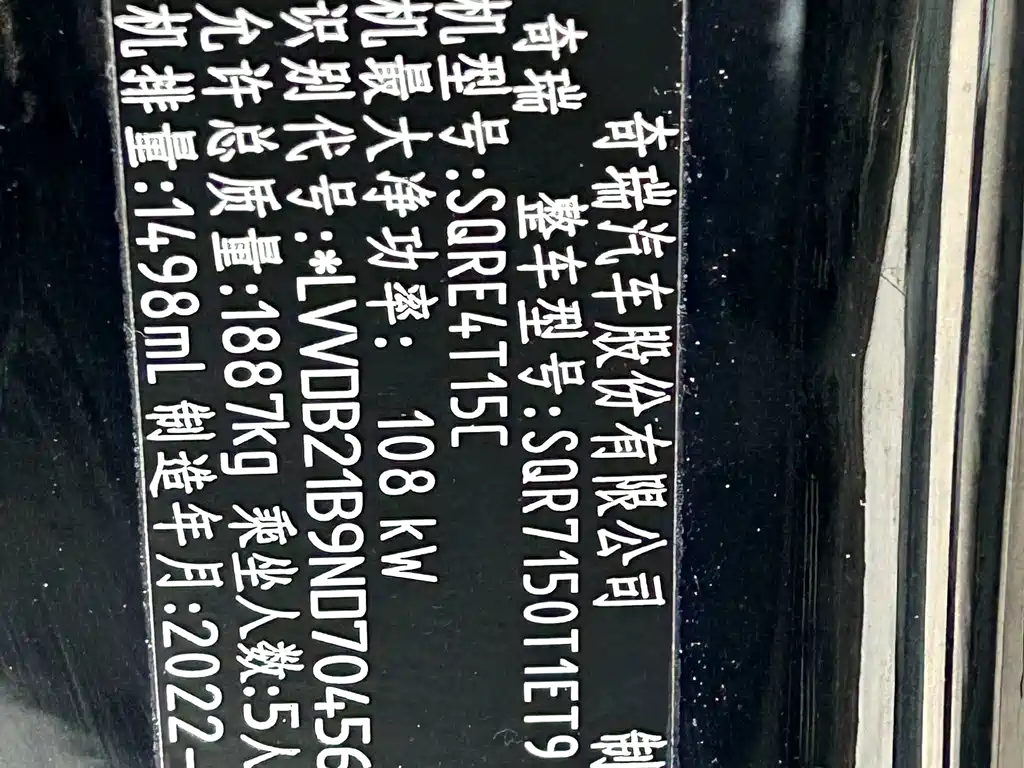 奇瑞汽车股份有限公司 制
奇瑞 整车型号:SQR7150T1ET9
机型号:SQRE4T15C
机最大净功率: 108 kW
识别代号:*LVVDB21B9ND70456
允许总质量:1887kg 乘坐人数:5人
机排量:1498mL 制造年月:2022-